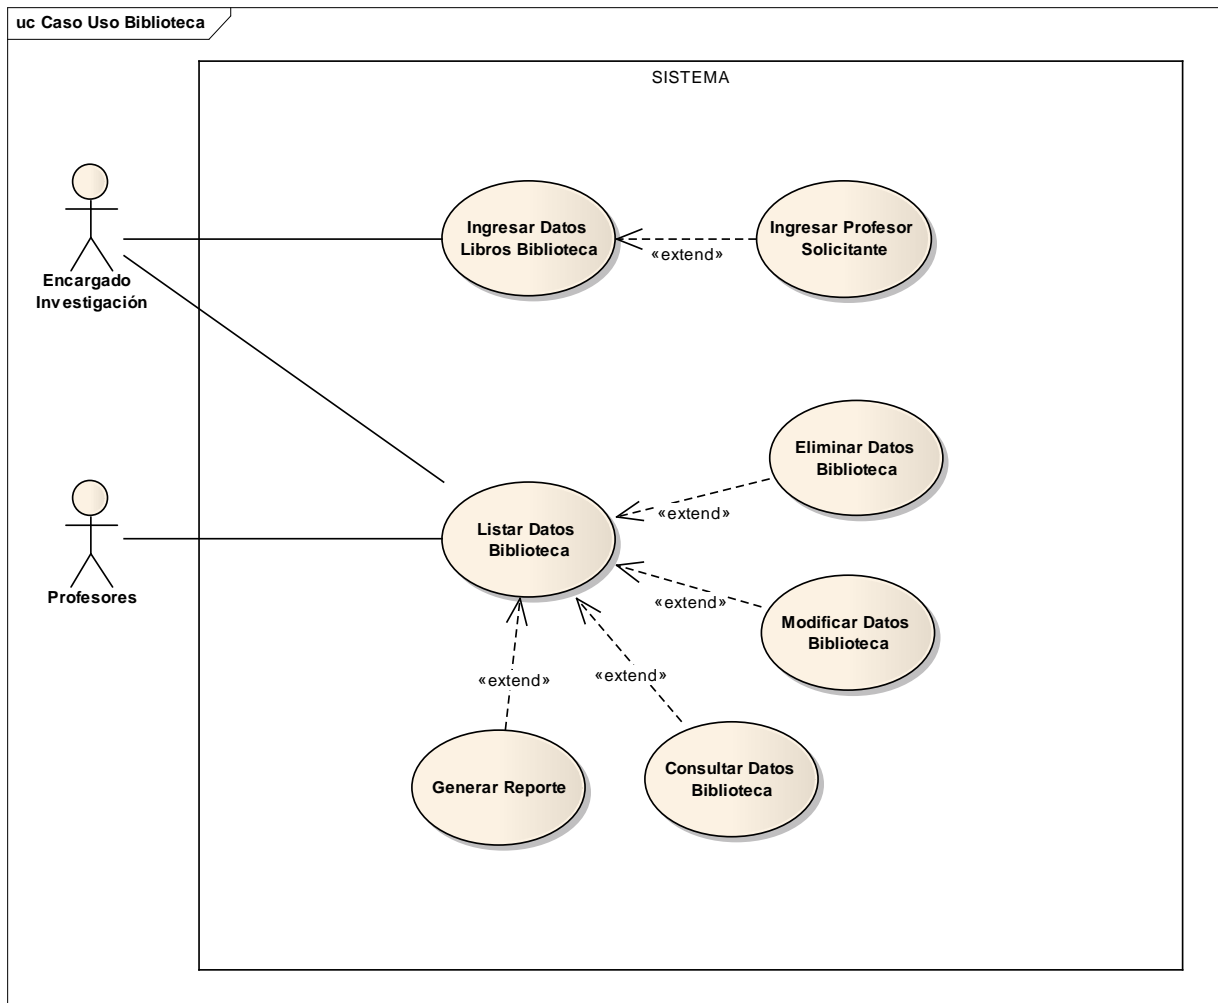 uc Caso Uso Biblioteca
SISTEMA
Encargado
Investigación
Ingresar Datos
Libros Biblioteca
«extend»
Ingresar Profesor
Solicitante
Eliminar Datos
Biblioteca
«extend»
Profesores
Listar Datos
Biblioteca
«extend»
Modificar Datos
Biblioteca
«extend»
«extend»
Generar Reporte
Consultar Datos
Biblioteca